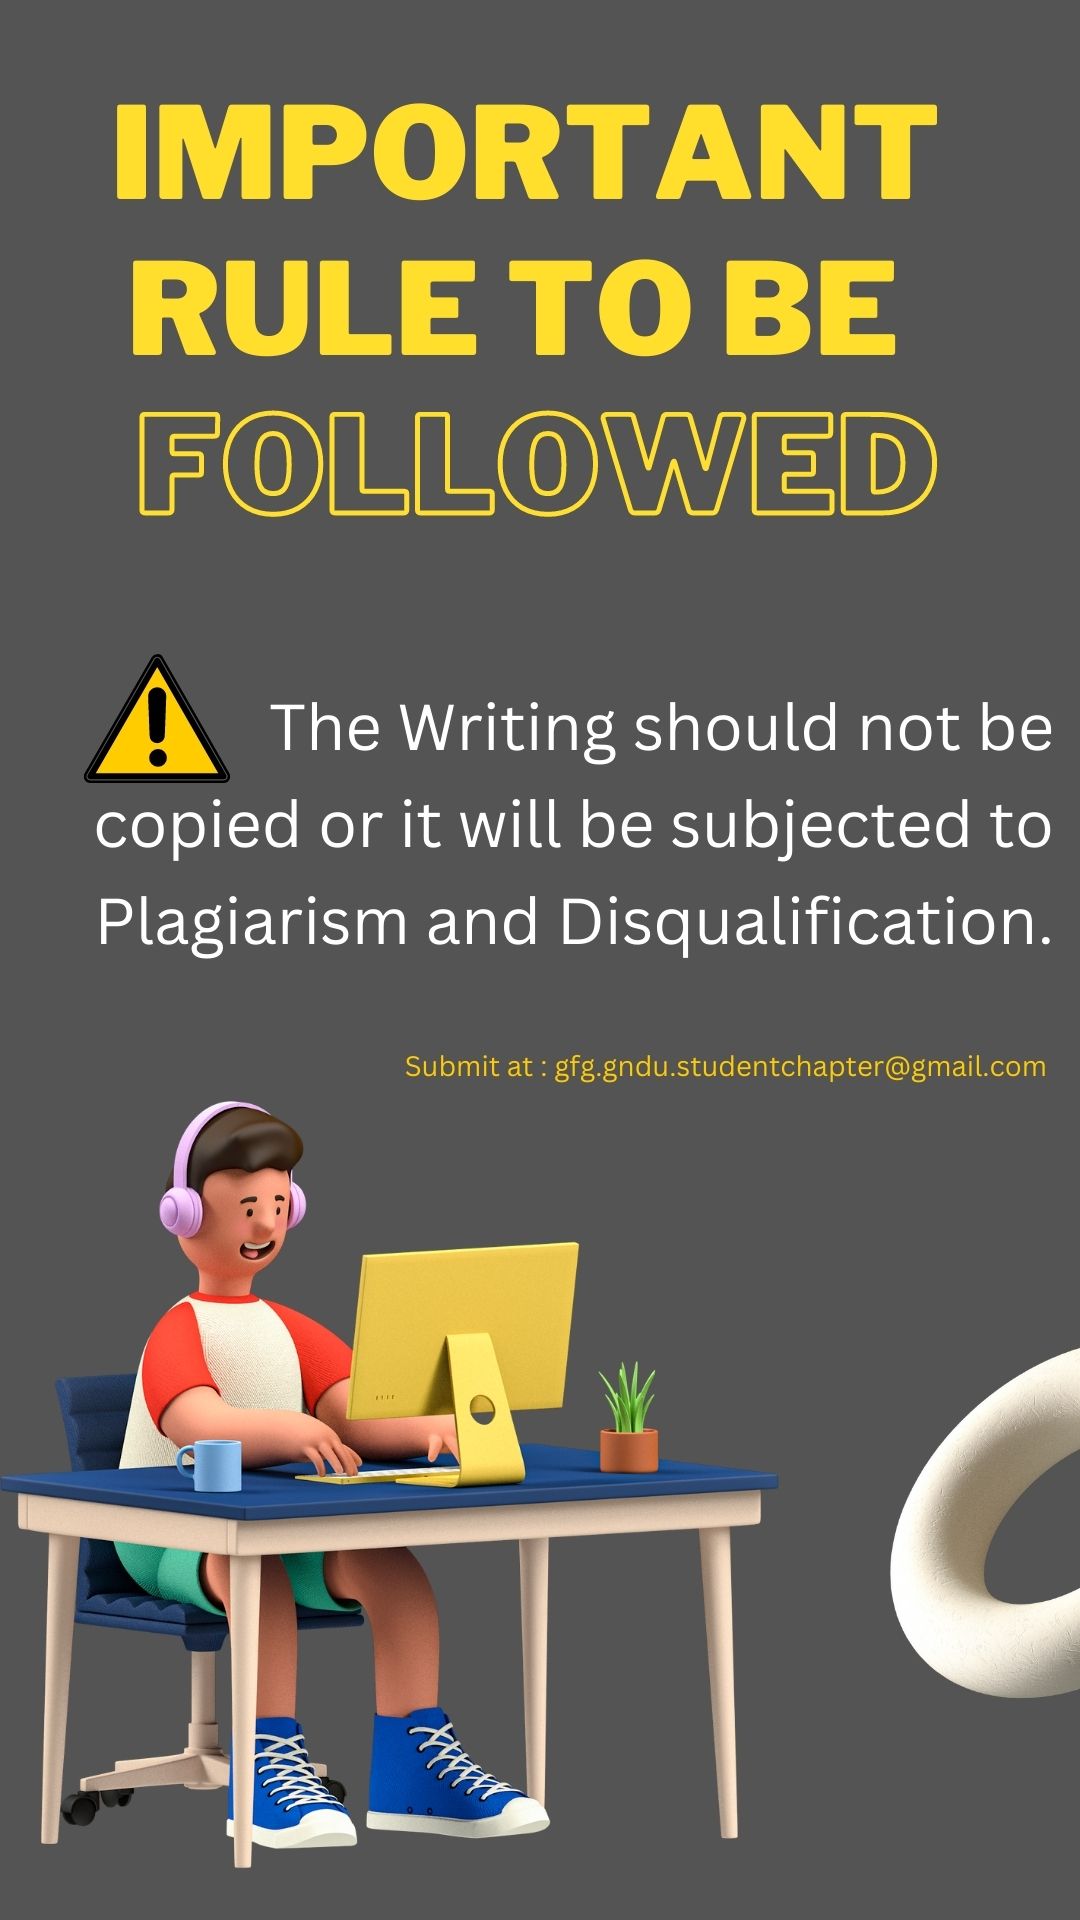 IMPORTANT
RULE TO BE
FOLLOWED
The Writing should not be
copied or it will be subjected to
Plagiarism and Disqualification.
Submit at : gfg.gndu.studentchapter@gmail.com